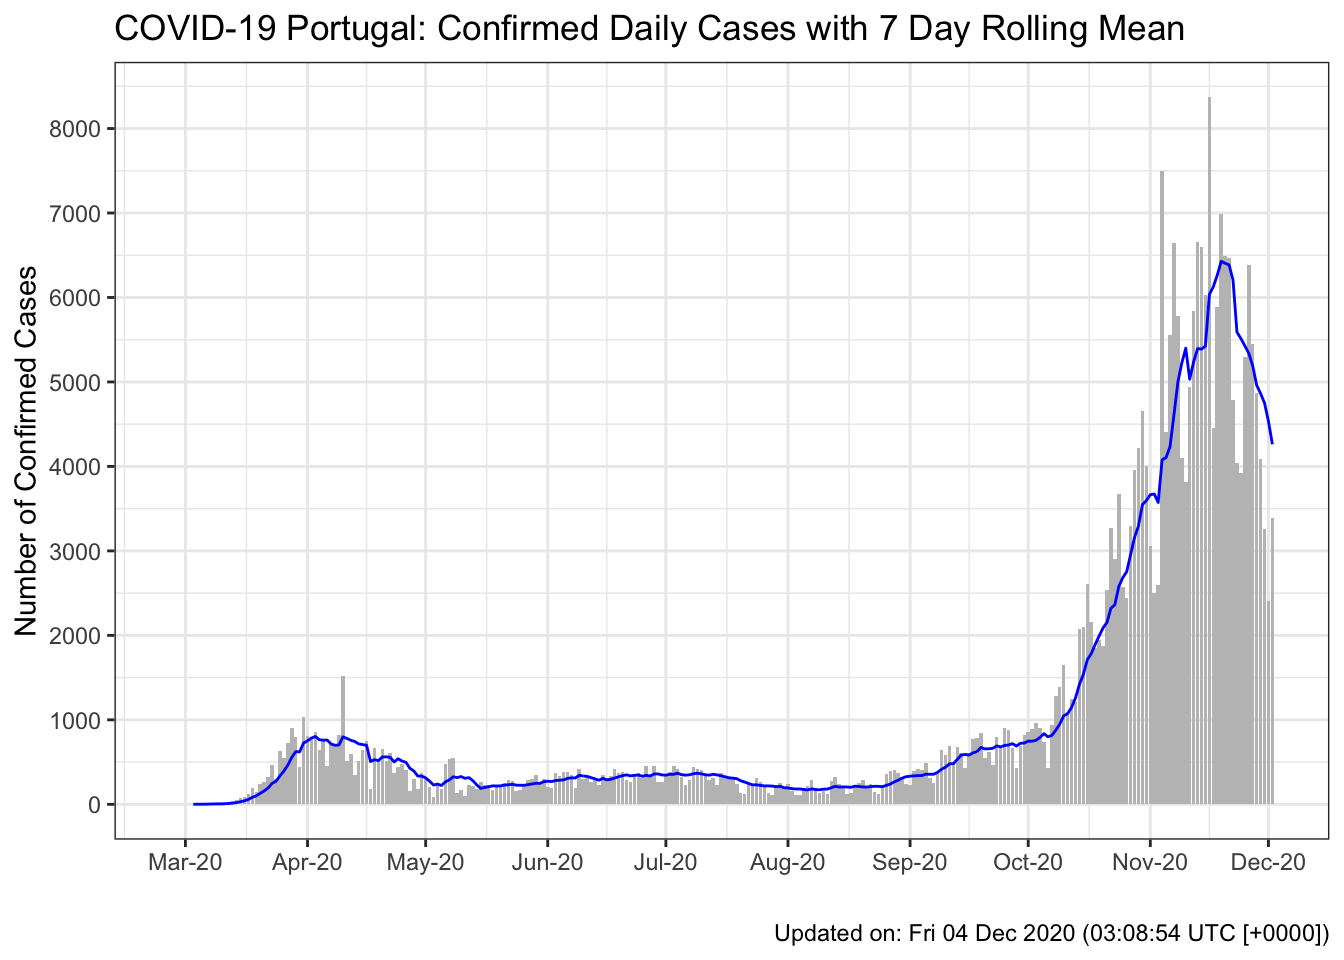 COVID-19 Portugal: Confirmed Daily Cases with 7 Day Rolling Mean
Number of Confirmed Cases
8000
7000
6000
5000
4000
3000
2000
1000
0
Mar-20 Apr-20 May-20 Jun-20 Jul-20 Aug-20 Sep-20 Oct-20 Nov-20 Dec-20
Updated on: Fri 04 Dec 2020 (03:08:54 UTC [+0000])